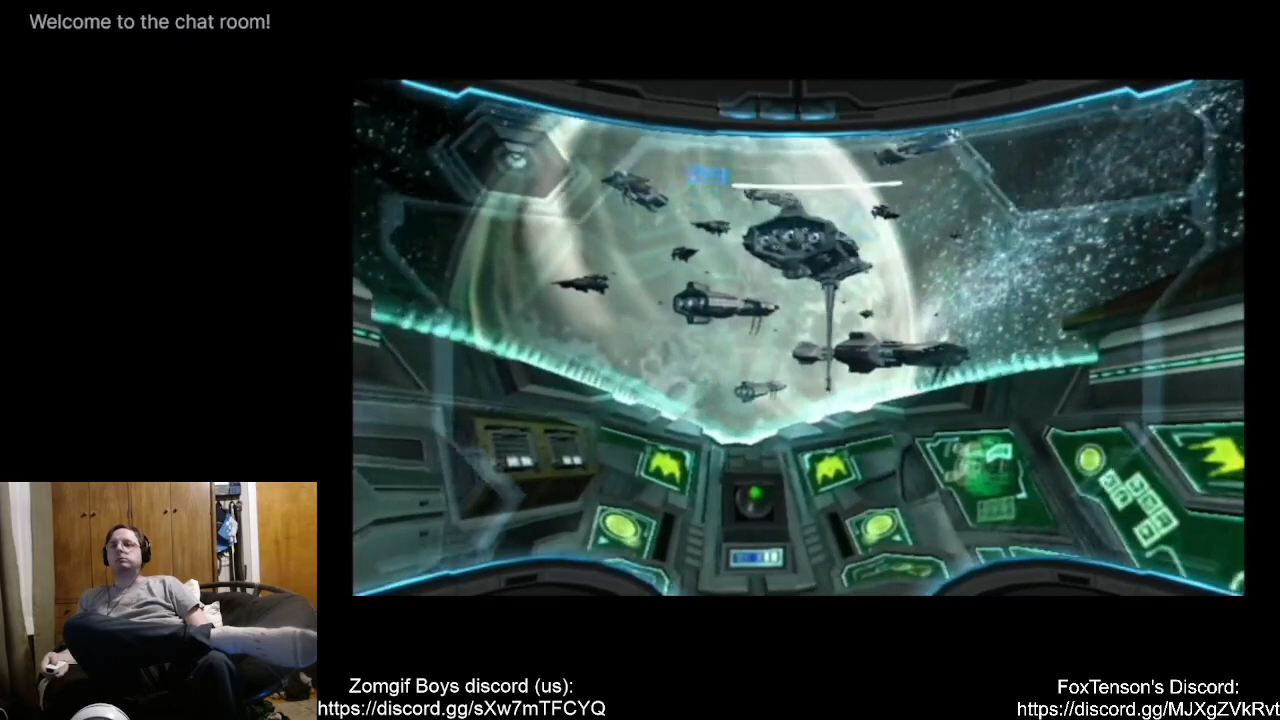 Welcome to the chat room!
Zomgif Boys discord (us):
https://discord.gg/sXw7mTFCYQ
FoxTenson's Discord:
https://discord.gg/MJXgZVkRvt